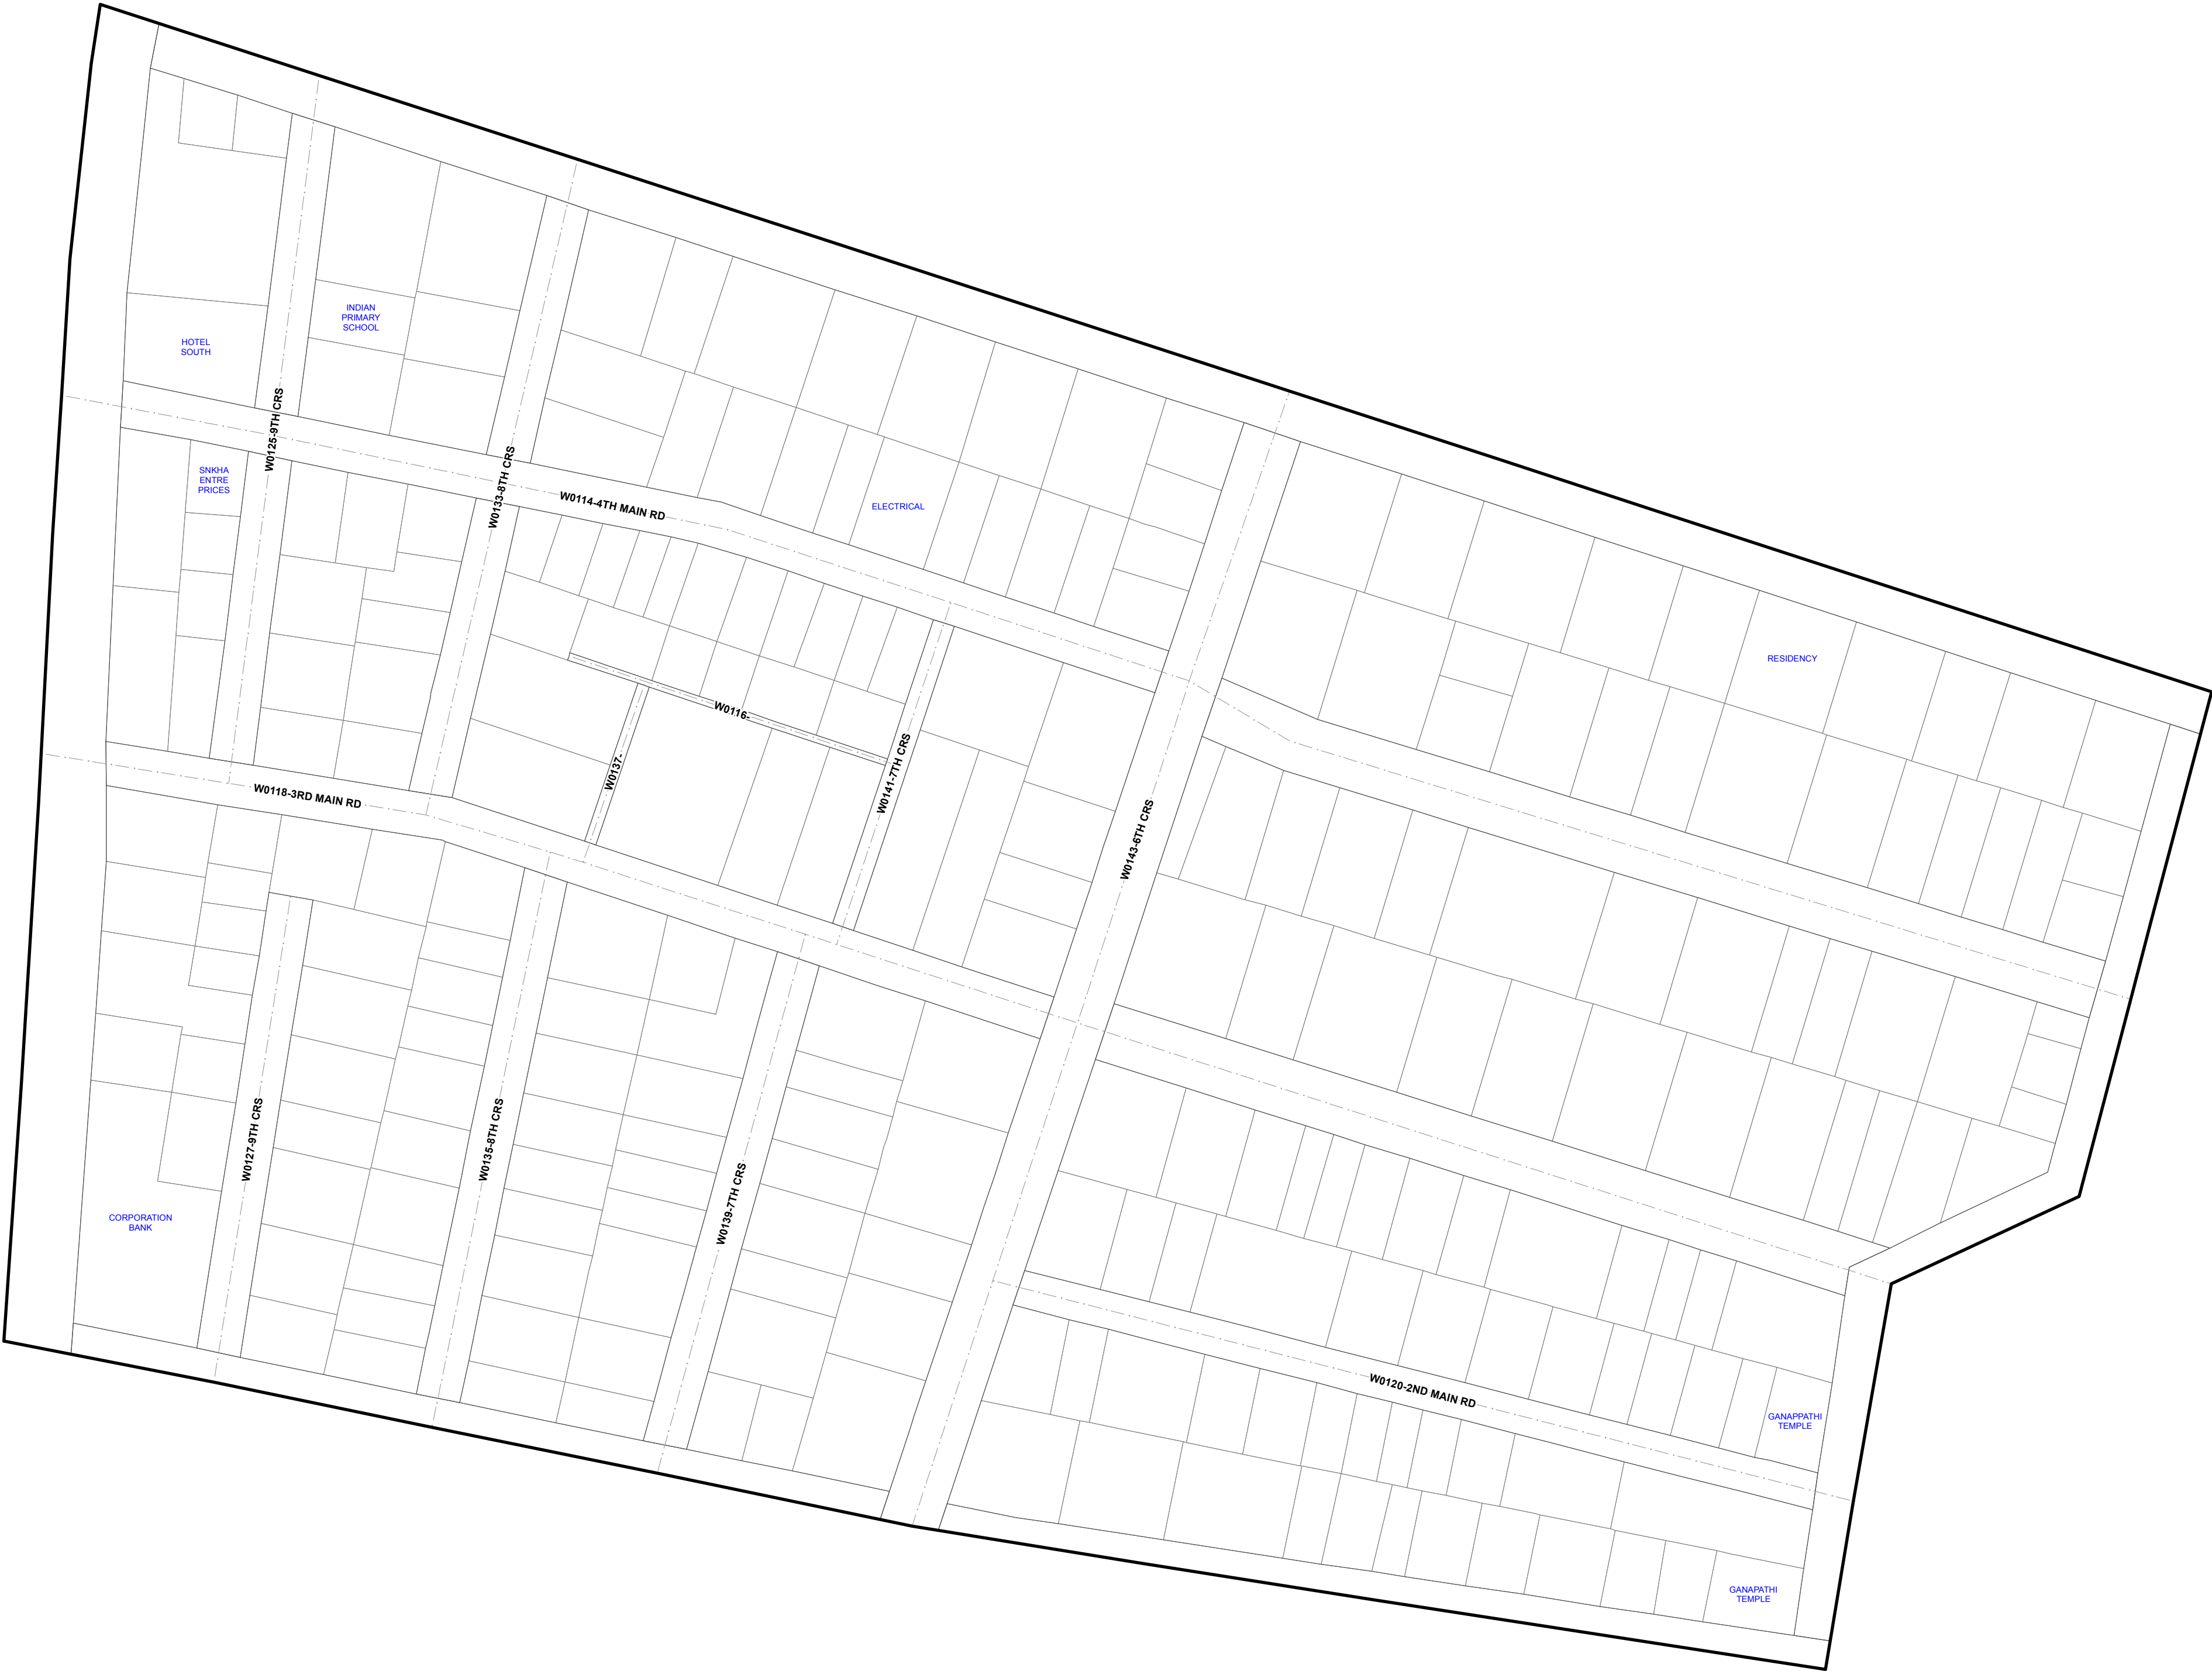 INDIAN
PRIMARY
SCHOOL
HOTEL
SOUTH
W0125-9TH CRS
SNKHA
ENTRE
PRICES
W0133-8TH CRS
W0114-4TH MAIN RD
ELECTRICAL
RESIDENCY
W0116-
W0137-
W0141-7TH CRS
W0118-3RD MAIN RD
W0143-6TH CRS
W0127-9TH CRS
W0135-8TH CRS
W0139-7TH CRS
CORPORATION
BANK
W0120-2ND MAIN RD
GANAPPATHI
TEMPLE
GANAPATHI
TEMPLE